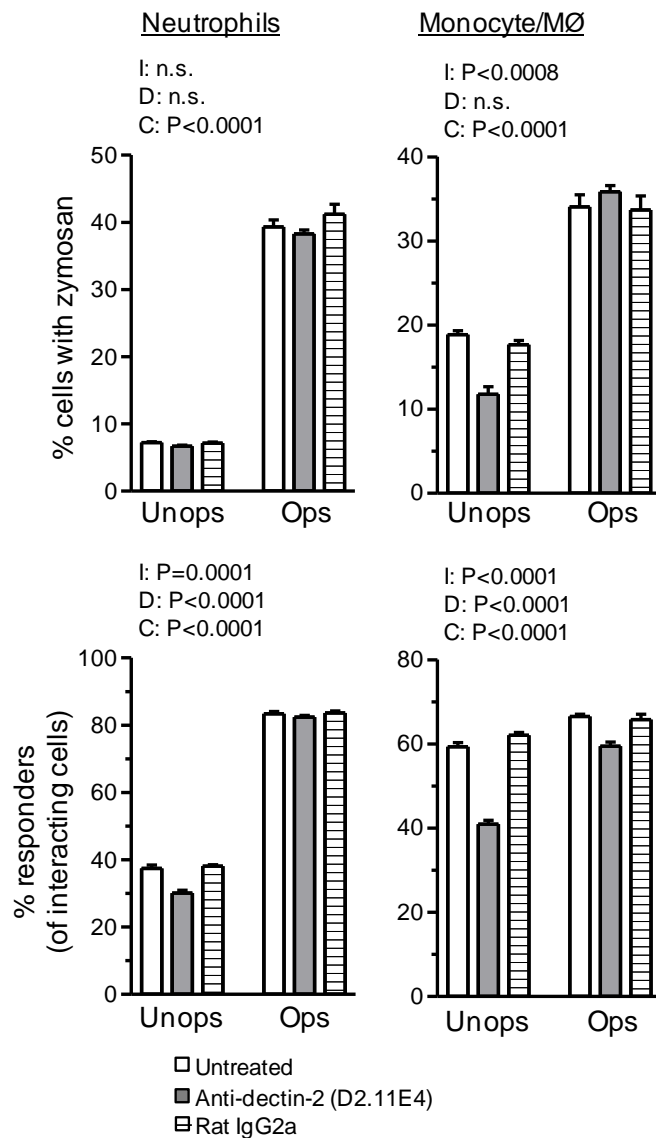 Neutrophils
Monocyte/MØ
I: n.s.
D: n.s.
C: P<0.0001
I: P<0.0008
D: n.s.
C: P<0.0001
% cells with zymosan
50
40
30
20
10
0
Unops Ops
40
30
20
10
0
Unops Ops
I: P=0.0001
D: P<0.0001
C: P<0.0001
I: P<0.0001
D: P<0.0001
C: P<0.0001
% responders
(of interacting cells)
100
80
60
40
20
0
Unops Ops
80
60
40
20
0
Unops Ops
Untreated
Anti-dectin-2 (D2.11E4)
Rat IgG2a